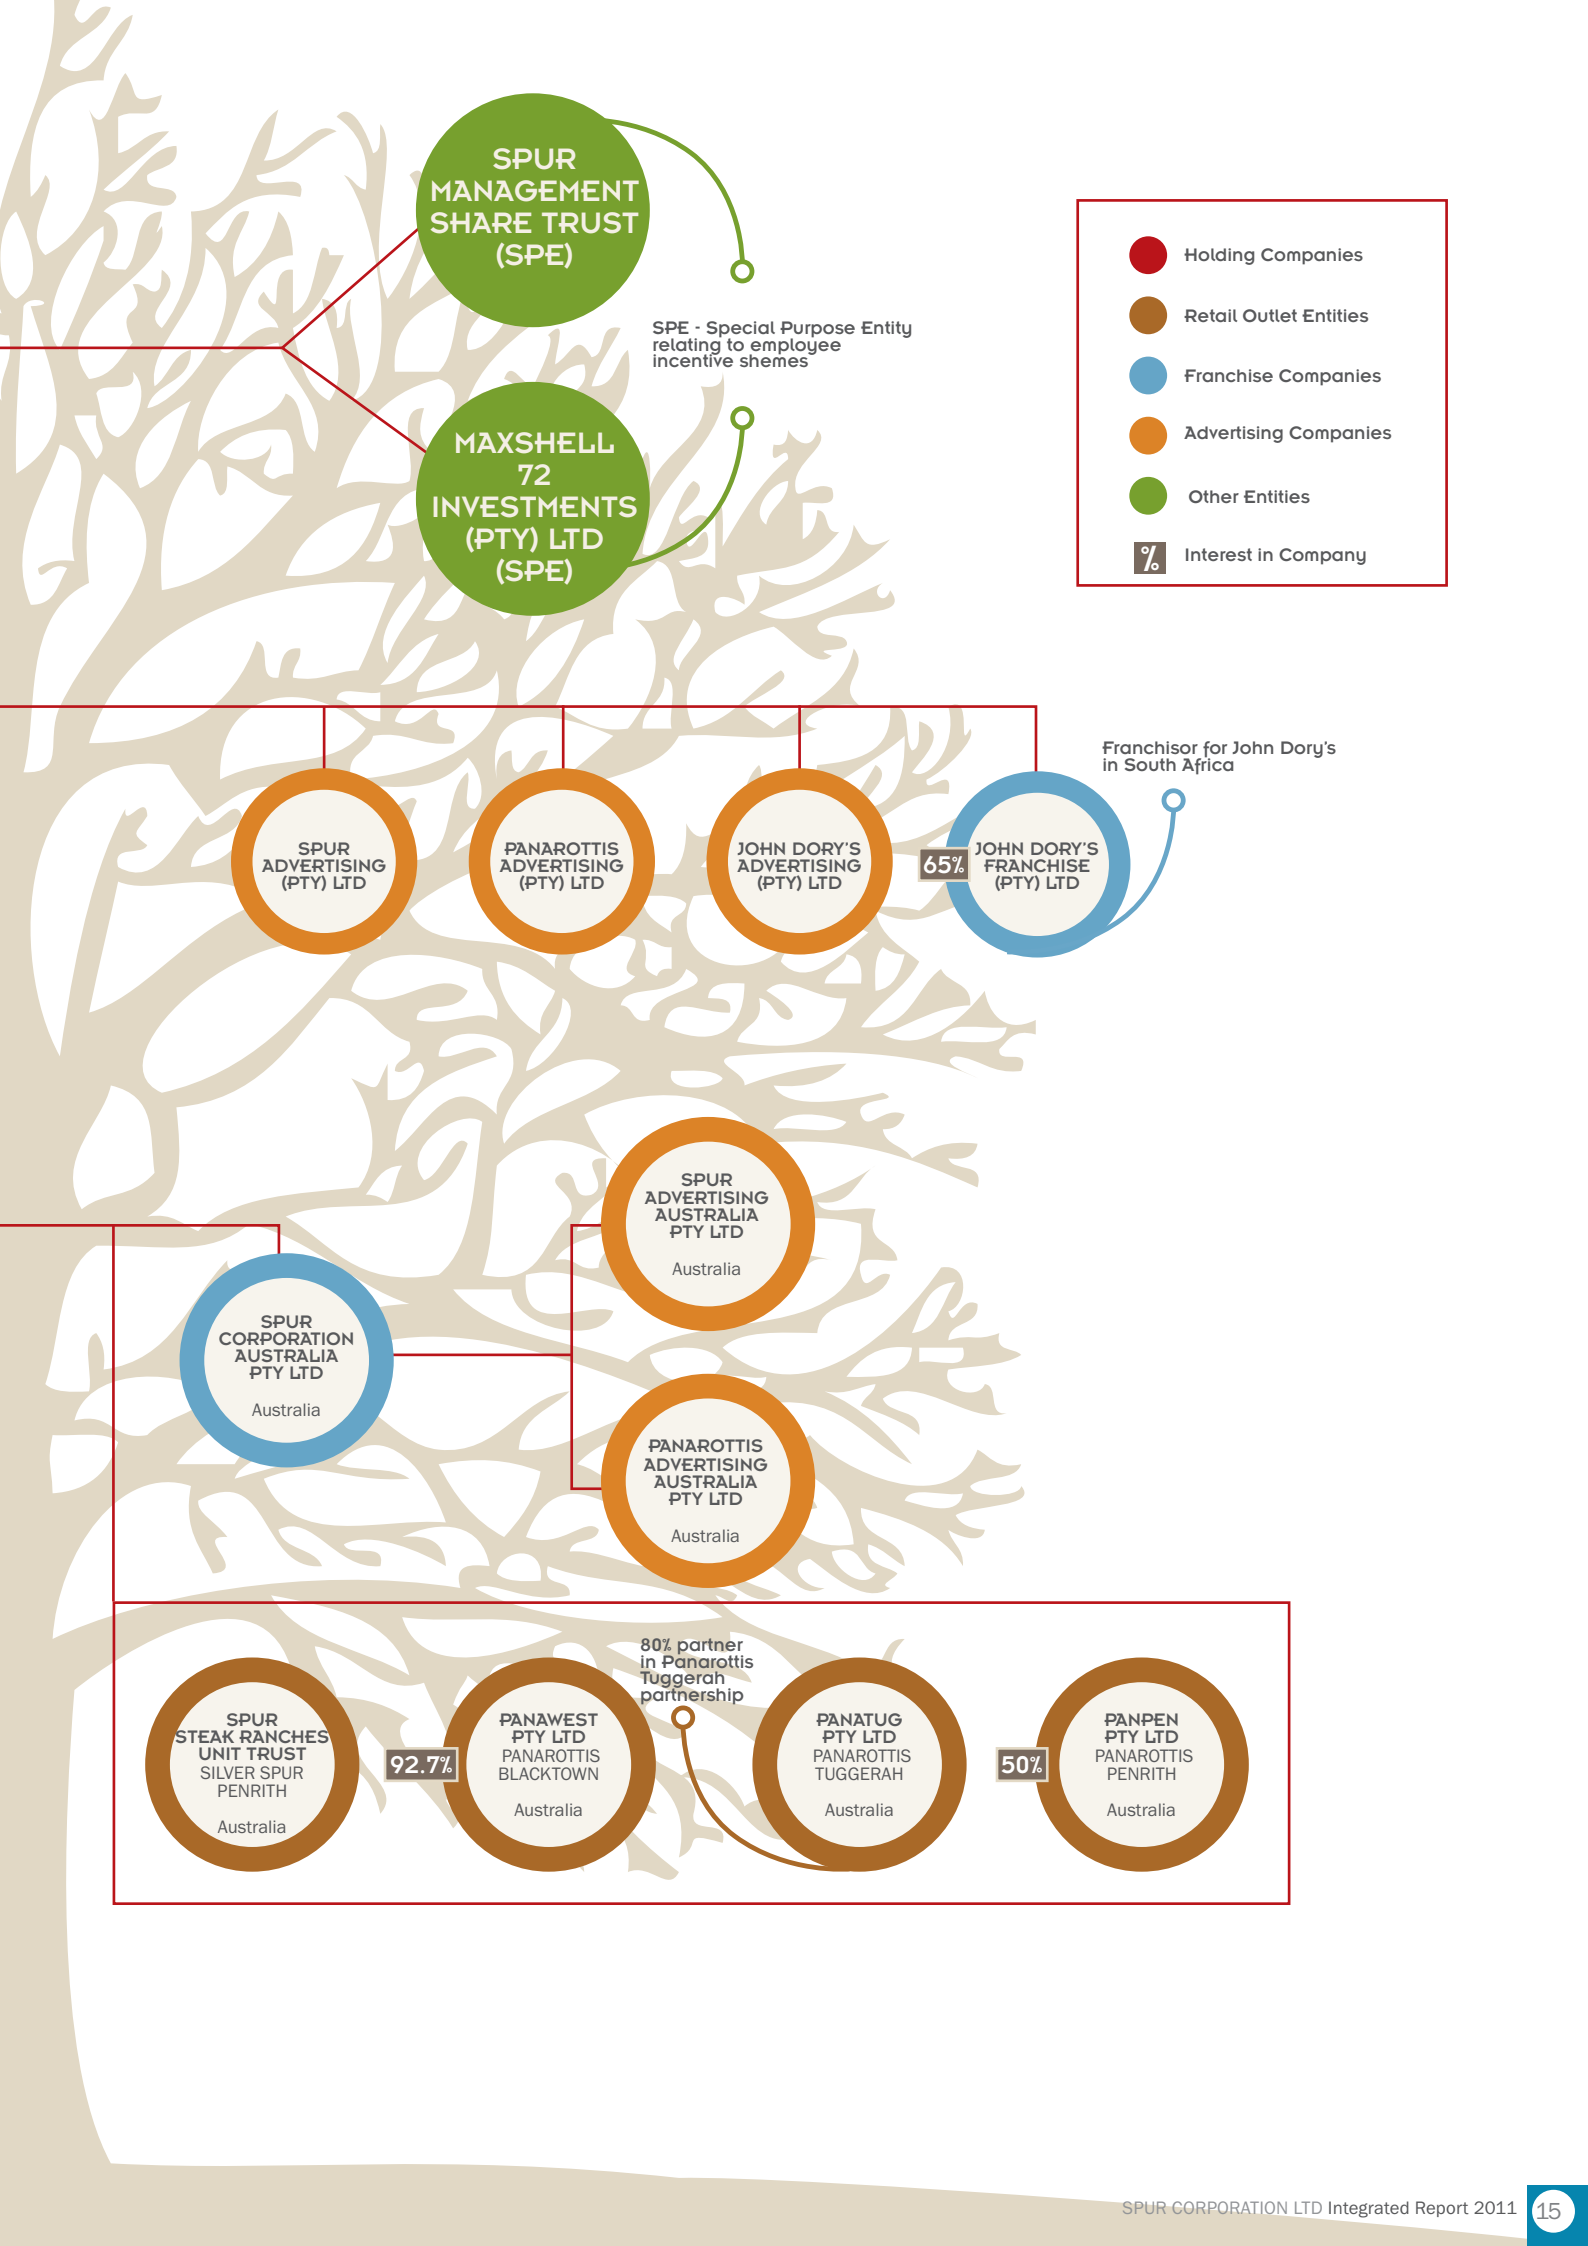 SPUR
MANAGEMENT
SHARE TRUST
(SPE)
SPE - Special Purpose Entity
relating to employee
incentive shemes
MAXSHELL
72
INVESTMENTS
(PTY) LTD
(SPE)
Holding Companies
Retail Outlet Entities
Franchise Companies
Advertising Companies
Other Entities
% Interest in Company
SPUR
ADVERTISING
(PTY) LTD
PANAROTTIS
ADVERTISING
(PTY) LTD
JOHN DORY'S
ADVERTISING
(PTY) LTD
65%
JOHN DORY'S
FRANCHISE
(PTY) LTD
Franchisor for John Dory's
in South Africa
SPUR
ADVERTISING
AUSTRALIA
PTY LTD
Australia
SPUR
CORPORATION
AUSTRALIA
PTY LTD
Australia
PANAROTTIS
ADVERTISING
AUSTRALIA
PTY LTD
Australia
SPUR
STEAK RANCHES
UNIT TRUST
SILVER SPUR
PENRITH
Australia
92.7%
PANAWEST
PTY LTD
PANAROTTIS
BLACKTOWN
Australia
80% partner
in Panarottis
Tuggerah
partnership
PANATUG
PTY LTD
PANAROTTIS
TUGGERAH
Australia
50%
PANPEN
PTY LTD
PANAROTTIS
PENRITH
Australia
SPUR CORPORATION LTD Integrated Report 2011 15